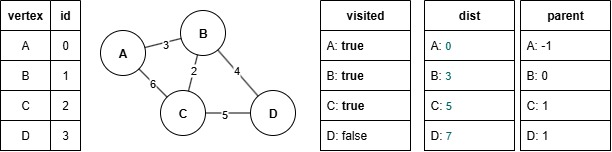 vertex id
A 0
B 1
C 2
D 3
A
B
C
D
3
6
2
4
5
visited
A: true
B: true
C: true
D: false
dist
A: 0
B: 3
C: 5
D: 7
parent
A: -1
B: 0
C: 1
D: 1